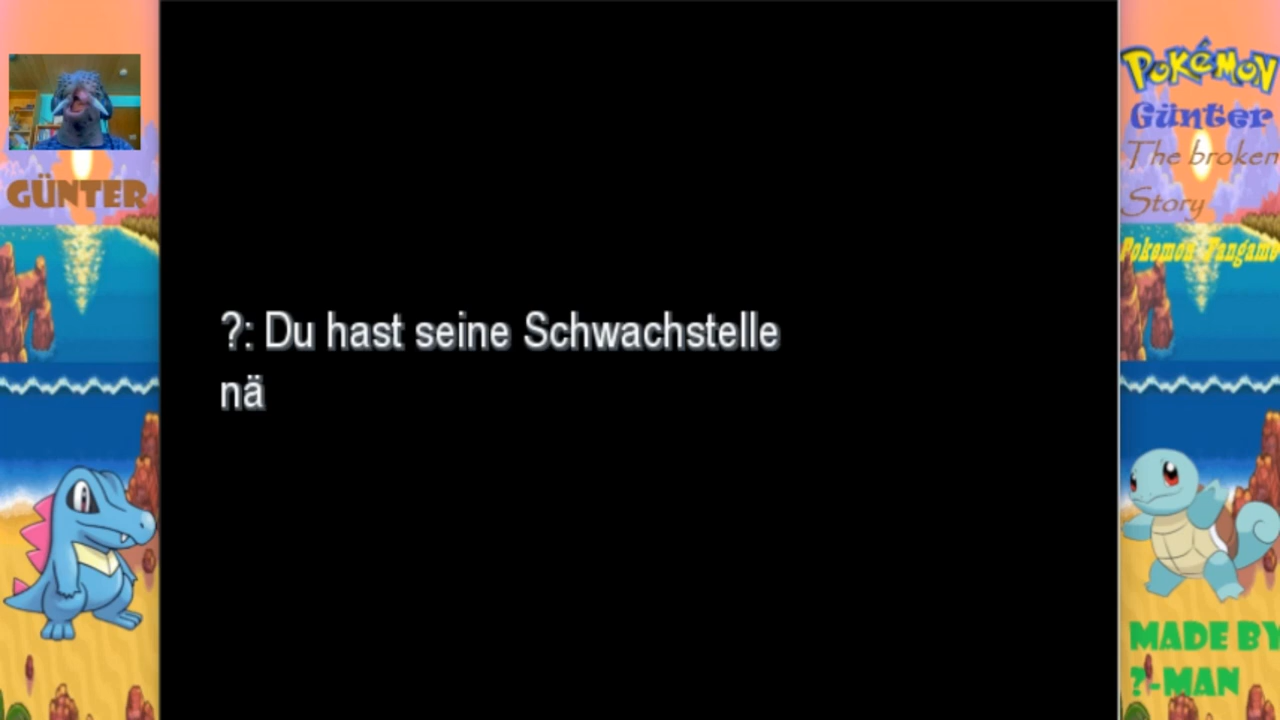 GÜNTER
?: Du hast seine Schwachstelle
nä
POKÉMON
Günter
The broken
Story
Pokemon Fangame
MADE BY
?-MAN